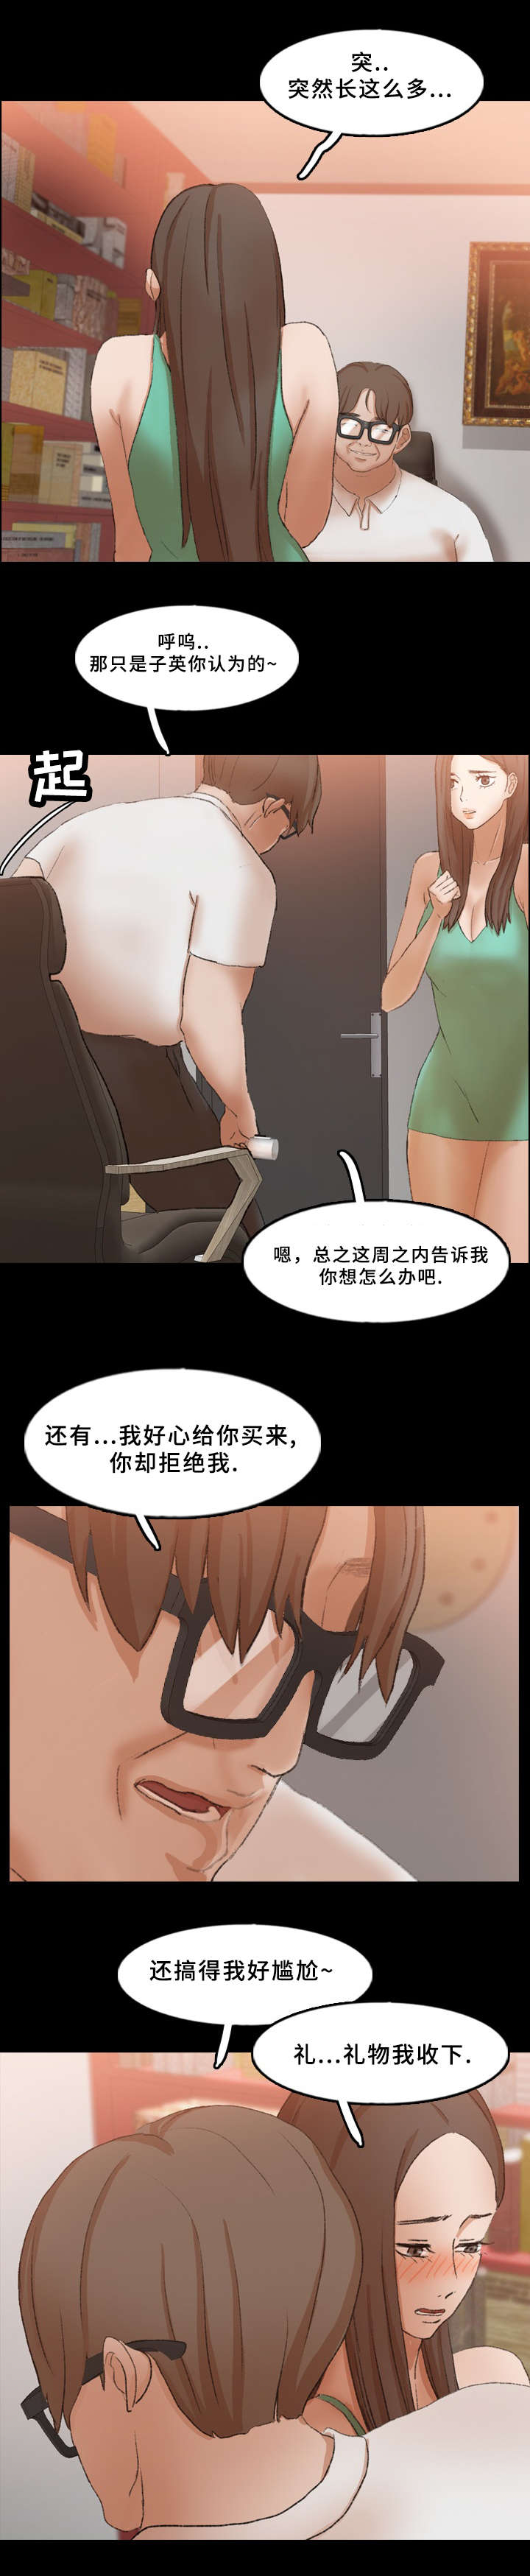 突..
突然长这么多...
呼呜..
那只是子英你认为的~
起
嗯，总之这周之内告诉我
你想怎么办吧.
还有...我好心给你买来,
你却拒绝我.
还搞得我好尴尬~
礼...礼物我收下.